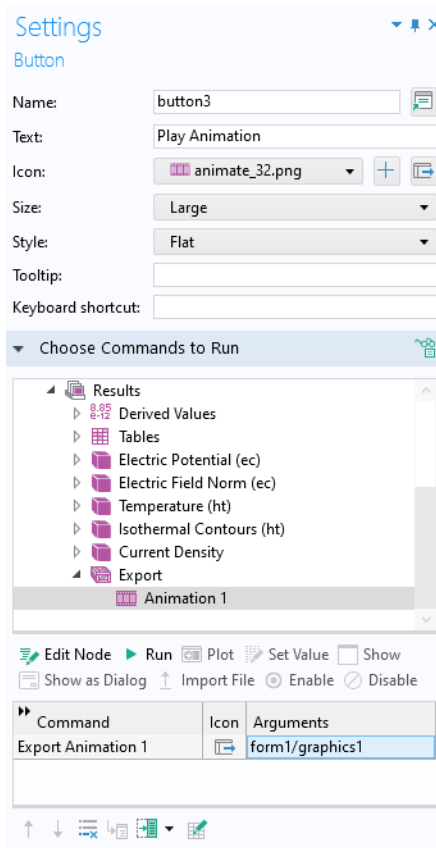 Settings
Button
Name: button3
Text: Play Animation
Icon: animate_32.png
Size: Large
Style: Flat
Tooltip:
Keyboard shortcut:
Choose Commands to Run
Results
8.85 e-12 Derived Values
Tables
Electric Potential (ec)
Electric Field Norm (ec)
Temperature (ht)
Isothermal Contours (ht)
Current Density
Export
Animation 1
Edit Node Run Plot Set Value Show
Show as Dialog Import File Enable Disable
Command Icon Arguments
Export Animation 1 form1/graphics1